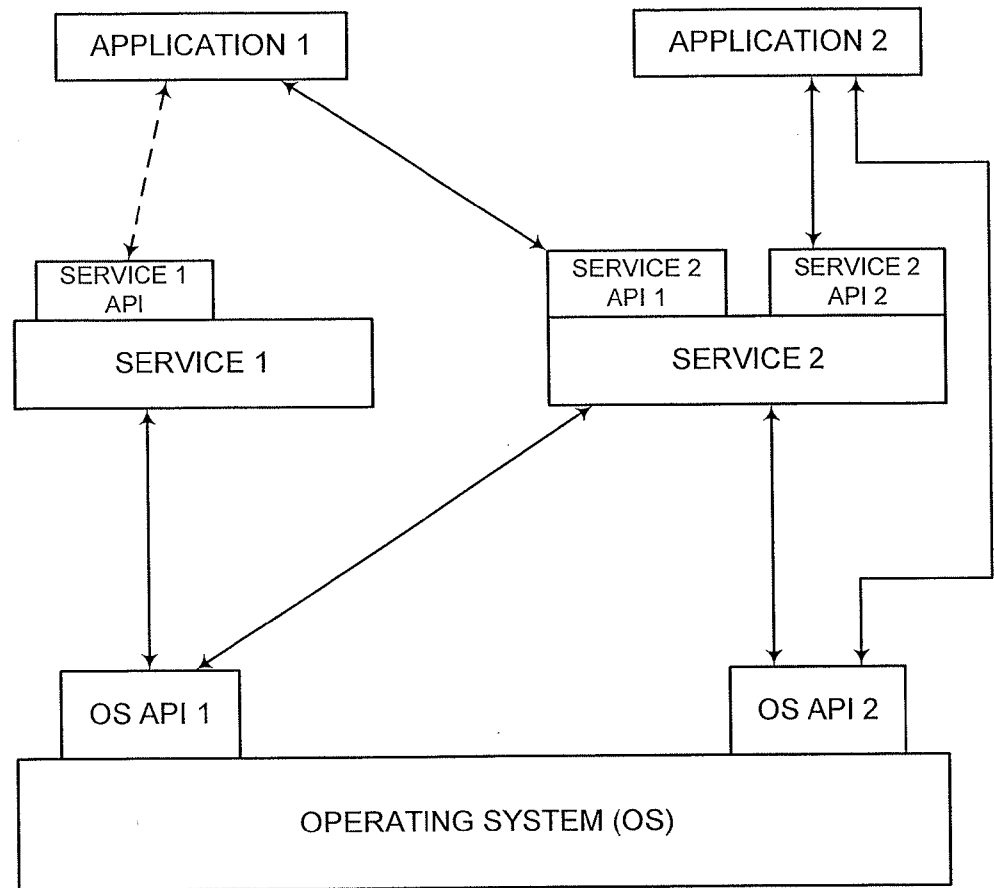 APPLICATION 1
APPLICATION 2
SERVICE 1
API
SERVICE 2
API 1
SERVICE 2
API 2
SERVICE 1
SERVICE 2
OS API 1
OS API 2
OPERATING SYSTEM (OS)